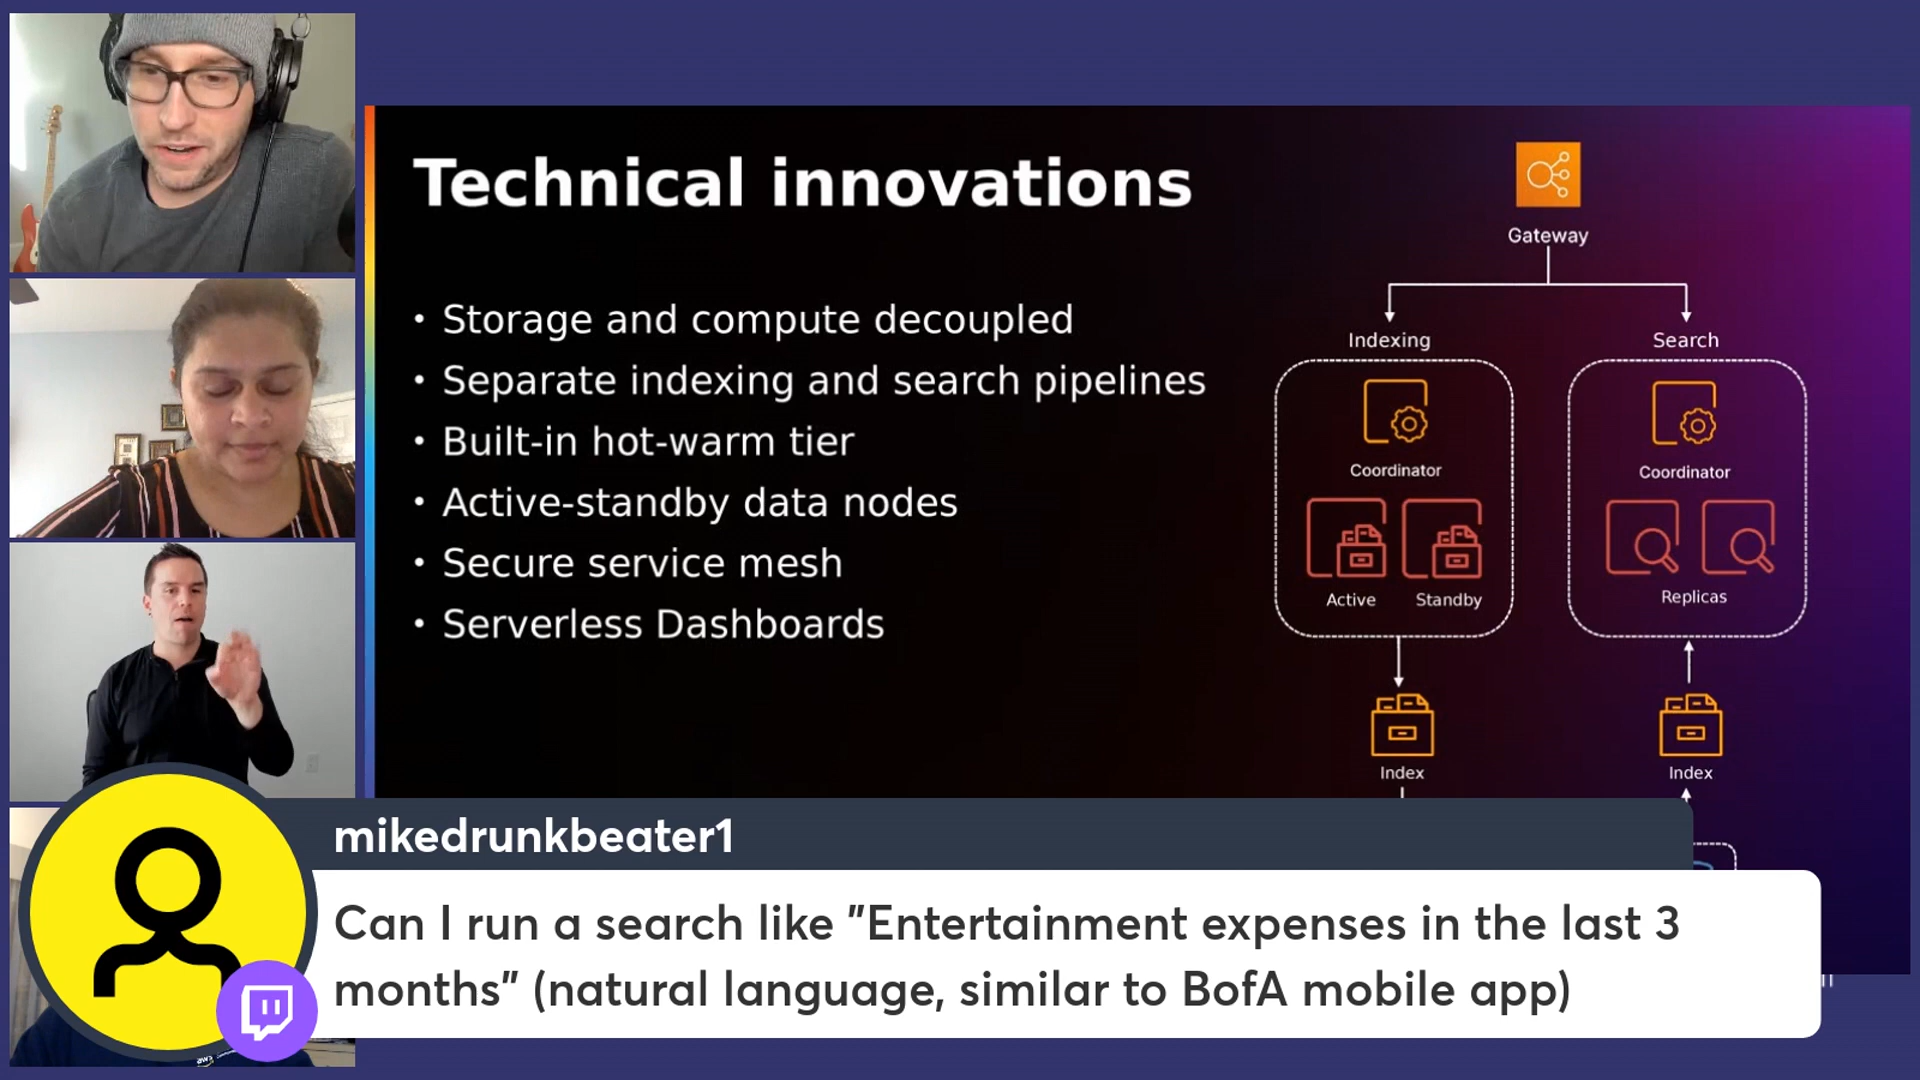 Technical innovations
• Storage and compute decoupled
• Separate indexing and search pipelines
• Built-in hot-warm tier
• Active-standby data nodes
• Secure service mesh
• Serverless Dashboards
Gateway
Indexing
Search
Coordinator
Coordinator
Active
Standby
Replicas
Index
Index
mikedrunkbeater1
Can I run a search like "Entertainment expenses in the last 3
months" (natural language, similar to BofA mobile app)
aws